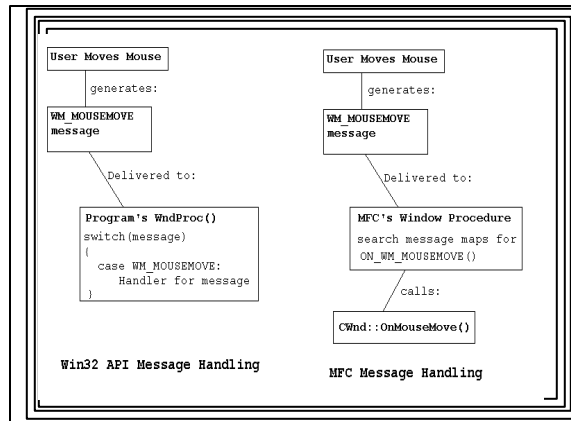 User Moves Mouse
generates:
WM_MOUSEMOVE
message
Delivered to:
Program's WndProc()
switch(message)
{
case WM_MOUSEMOVE:
Handler for message
}
Win32 API Message Handling
User Moves Mouse
generates:
WM_MOUSEMOVE
message
Delivered to:
MFC's Window Procedure
search message maps for
ON_WM_MOUSEMOVE()
calls:
CWnd::OnMouseMove()
MFC Message Handling